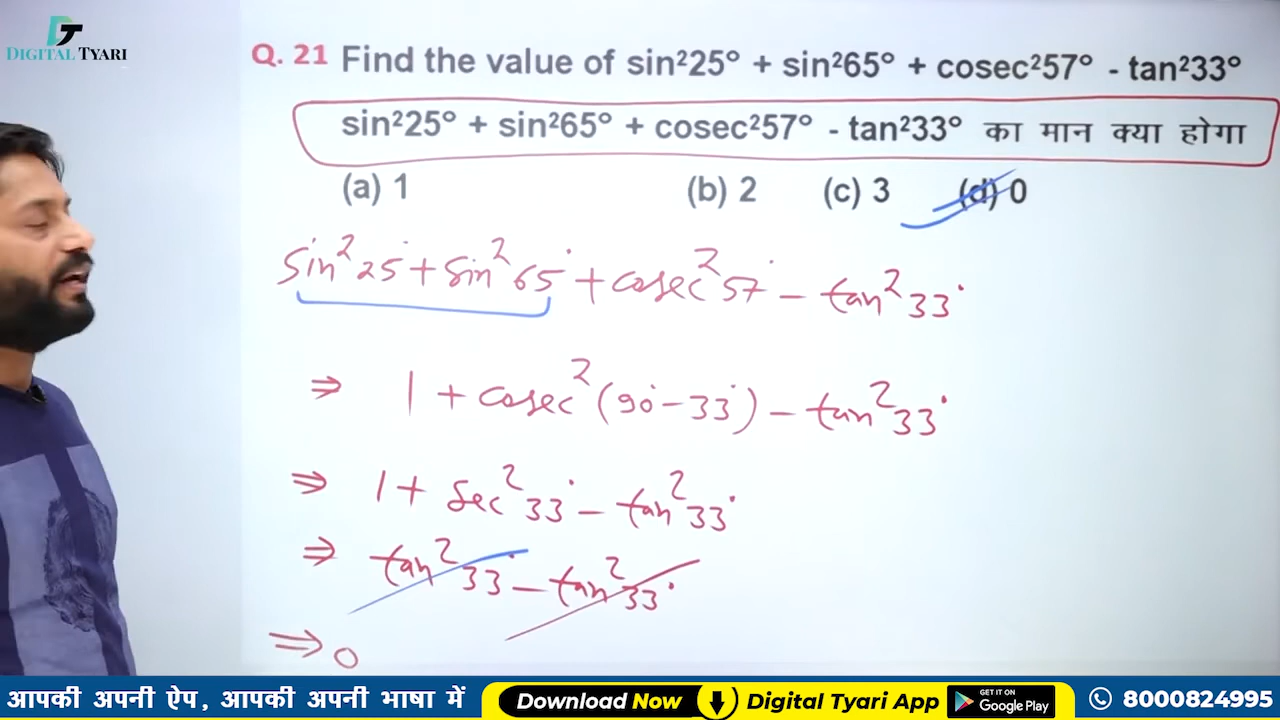 DT
DIGITAL TYARI
Q. 21 Find the value of sin²25° + sin²65° + cosec²57° - tan²33°
sin²25° + sin²65° + cosec²57° - tan²33° का मान क्या होगा
(a) 1 (b) 2 (c) 3 (d) 0
sin²25° + sin²65° + cosec²57° - tan²33°
⇒ 1 + cosec²(90° - 33°) - tan²33°
⇒ 1 + sec²33° - tan²33°
⇒ tan²33° - tan²33°
⇒ 0
आपकी अपनी ऐप, आपकी अपनी भाषा में Download Now Digital Tyari App GET IT ON Google Play 8000824995